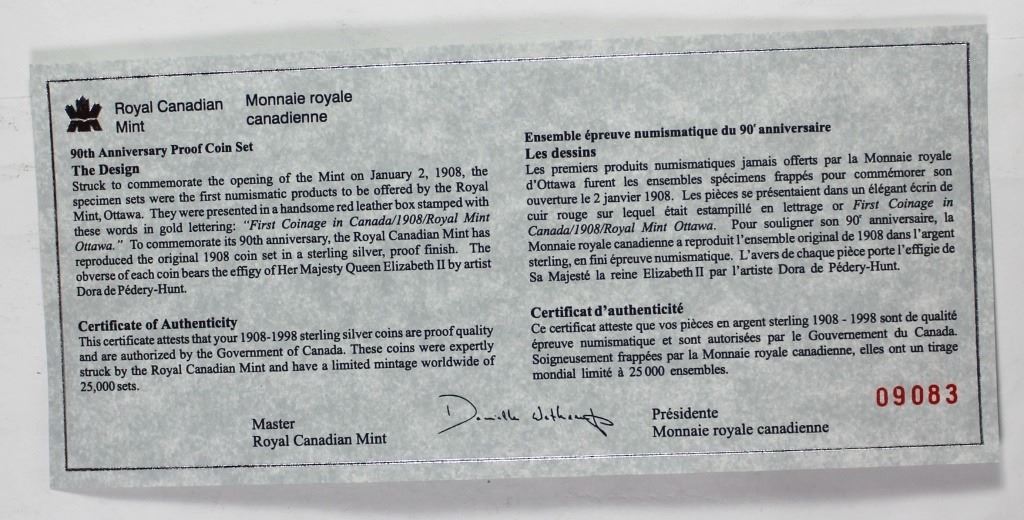 Royal Canadian
Mint
Monnaie royale
canadienne
90th Anniversary Proof Coin Set
The Design
Struck to commemorate the opening of the Mint on January 2, 1908, the
specimen sets were the first numismatic products to be offered by the Royal
Mint, Ottawa. They were presented in a handsome red leather box stamped with
these words in gold lettering: "First Coinage in Canada/1908/Royal Mint
Ottawa." To commemorate its 90th anniversary, the Royal Canadian Mint has
reproduced the original 1908 coin set in a sterling silver, proof finish. The
obverse of each coin bears the effigy of Her Majesty Queen Elizabeth II by artist
Dora de Pédery-Hunt.
Certificate of Authenticity
This certificate attests that your 1908-1998 sterling silver coins are proof quality
and are authorized by the Government of Canada. These coins were expertly
struck by the Royal Canadian Mint and have a limited mintage worldwide of
25,000 sets.
Ensemble épreuve numismatique du 90e anniversaire
Les dessins
Les premiers produits numismatiques jamais offerts par la Monnaie royale
d'Ottawa furent les ensembles spécimens frappés pour commémorer son
ouverture le 2 janvier 1908. Les pièces se présentaient dans un élégant écrin de
cuir rouge sur lequel était estampillé en lettrage or First Coinage in
Canada/1908/Royal Mint Ottawa. Pour souligner son 90e anniversaire, la
Monnaie royale canadienne a reproduit l'ensemble original de 1908 dans l'argent
sterling, en fini épreuve numismatique. L'avers de chaque pièce porte l'effigie de
Sa Majesté la reine Elizabeth II par l'artiste Dora de Pédery-Hunt.
Certificat d'authenticité
Ce certificat atteste que vos pièces en argent sterling 1908 - 1998 sont de qualité
épreuve numismatique et sont autorisées par le Gouvernement du Canada.
Soigneusement frappées par la Monnaie royale canadienne, elles ont un tirage
mondial limité à 25 000 ensembles.
09083
Master
Royal Canadian Mint
Présidente
Monnaie royale canadienne